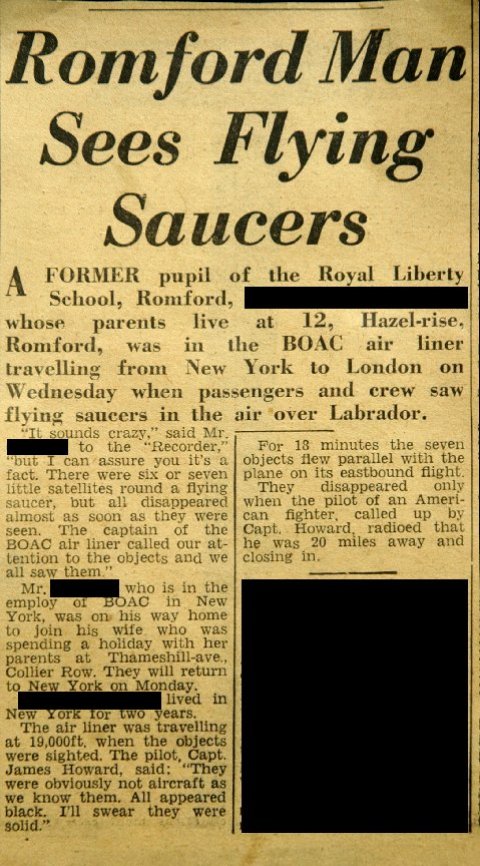 Romford Man
Sees Flying
Saucers
A FORMER pupil of the Royal Liberty
School, Romford,
whose parents live at 12, Hazel-rise,
Romford, was in the BOAC air liner
travelling from New York to London on
Wednesday when passengers and crew saw
flying saucers in the air over Labrador.
"It sounds crazy," said Mr.
to the "Recorder,"
"but I can assure you it's a
fact. There were six or seven
little satellites round a flying
saucer, but all disappeared
almost as soon as they were
seen. The captain of the
BOAC air liner called our at-
tention to the objects and we
all saw them."
Mr. who is in the
employ of BOAC in New
York, was on his way home
to join his wife who was
spending a holiday with her
parents at Thameshill-ave.,
Collier Row. They will return
to New York on Monday.
lived in
New York for two years.
The air liner was travelling
at 19,000ft. when the objects
were sighted. The pilot, Capt.
James Howard, said: "They
were obviously not aircraft as
we know them. All appeared
black. I'll swear they were
solid."
For 18 minutes the seven
objects flew parallel with the
plane on its eastbound flight.
They disappeared only
when the pilot of an Ameri-
can fighter, called up by
Capt. Howard, radioed that
he was 20 miles away and
closing in.